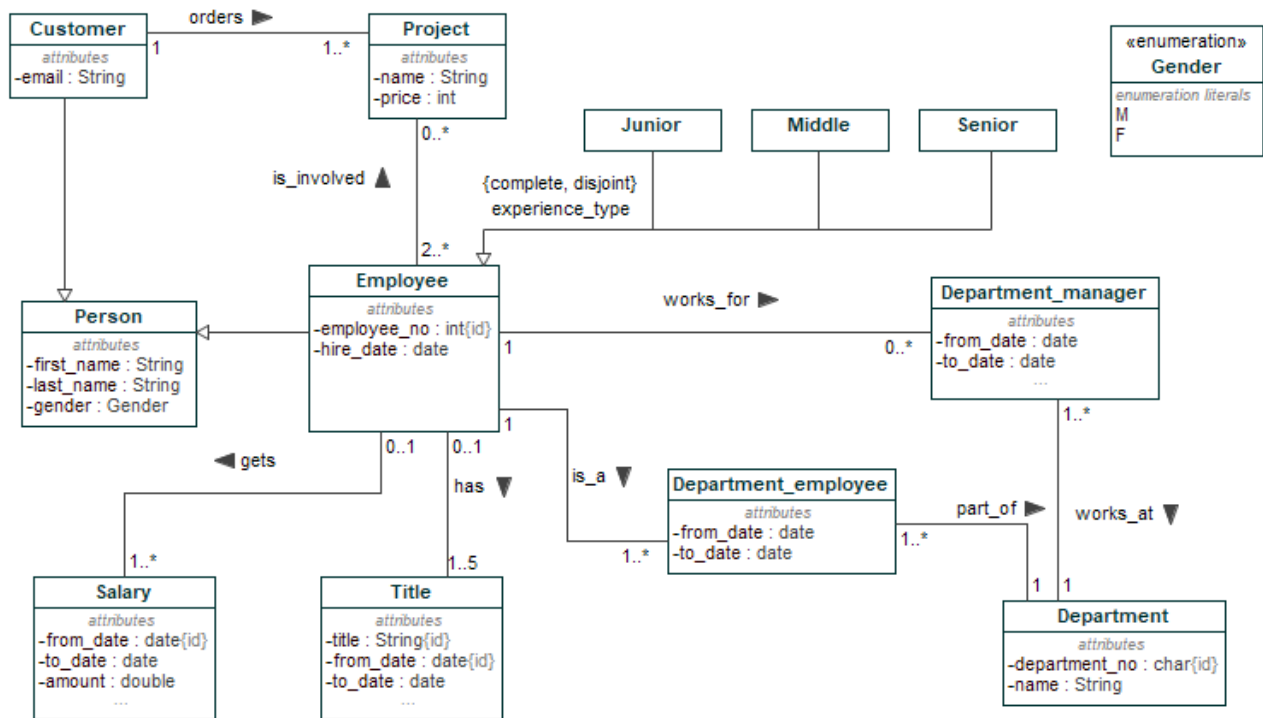 orders ▶
Customer
attributes
-email : String
1
1..*
Project
attributes
-name : String
-price : int
0..*
«enumeration»
Gender
enumeration literals
M
F
Junior
Middle
Senior
is_involved ▲
{complete, disjoint}
experience_type
2..*
Person
attributes
-first_name : String
-last_name : String
-gender : Gender
Employee
attributes
-employee_no : int{id}
-hire_date : date
works_for ▶
1
0..*
Department_manager
attributes
-from_date : date
-to_date : date
...
1..*
1
0..1
0..1
◀ gets
has ▼
is_a ▼
Department_employee
attributes
-from_date : date
-to_date : date
1..*
part_of ▶
1..*
works_at ▼
1..*
1..5
1
1
Salary
attributes
-from_date : date{id}
-to_date : date
-amount : double
...
Title
attributes
-title : String{id}
-from_date : date{id}
-to_date : date
...
Department
attributes
-department_no : char{id}
-name : String